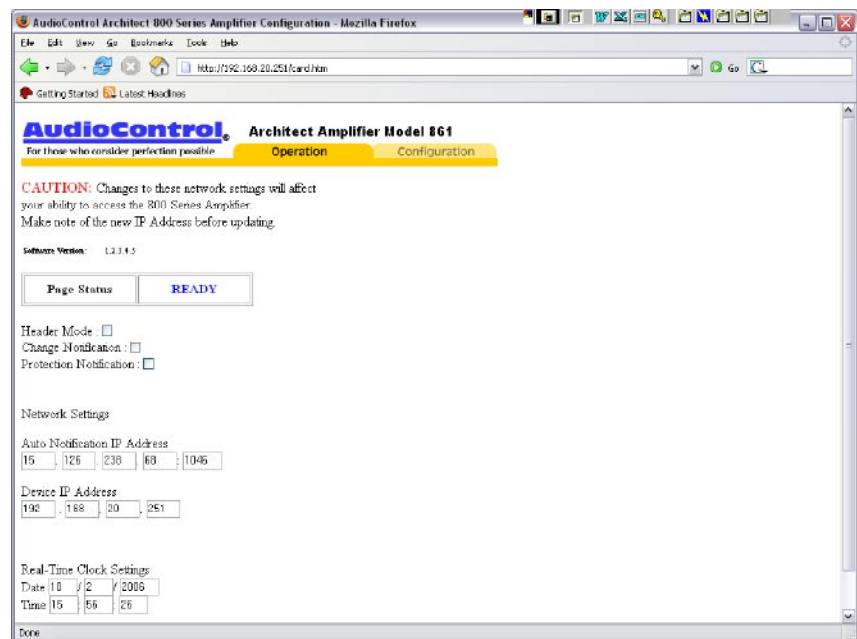 AudioControl Architect 800 Series Amplifier Configuration - Mozilla Firefox
File Edit View Go Bookmarks Tools Help
http://192.168.20.251/card.htm
Go
Getting Started Latest Headlines
AudioControl®
Architect Amplifier Model 861
For those who consider perfection possible
Operation Configuration
CAUTION: Changes to these network settings will affect
your ability to access the 800 Series Amplifier.
Make note of the new IP Address before updating.
Software Version: 1.2.3.4.5
Page Status READY
Header Mode :
Change Notification :
Protection Notification :
Network Settings
Auto Notification IP Address
15 . 126 . 238 . 68 : 1046
Device IP Address
192 . 168 . 20 . 251
Real-Time Clock Settings
Date 10 / 2 / 2006
Time 15 : 56 : 26
Done